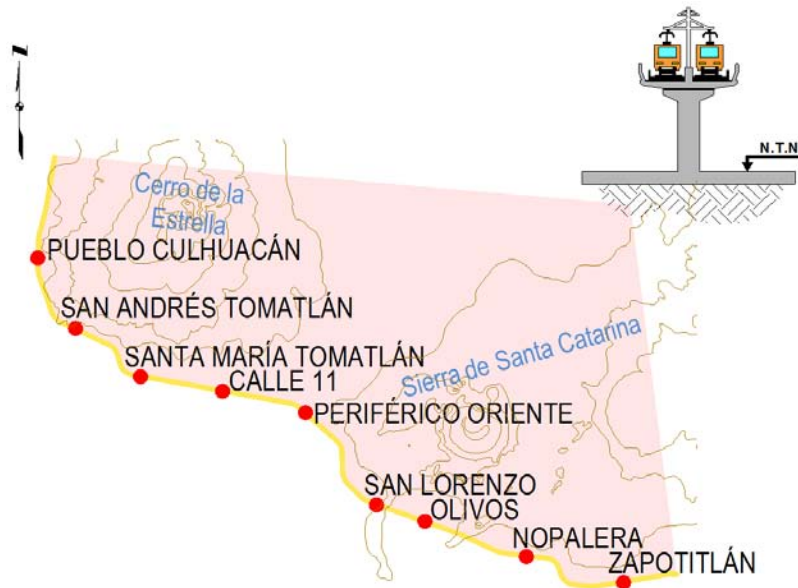 N
N.T.N
Cerro de la
Estrella
PUEBLO CULHUACÁN
SAN ANDRÉS TOMATLÁN
SANTA MARÍA TOMATLÁN
CALLE 11
Sierra de Santa Catarina
PERIFÉRICO ORIENTE
SAN LORENZO
OLIVOS
NOPALERA
ZAPOTITLÁN